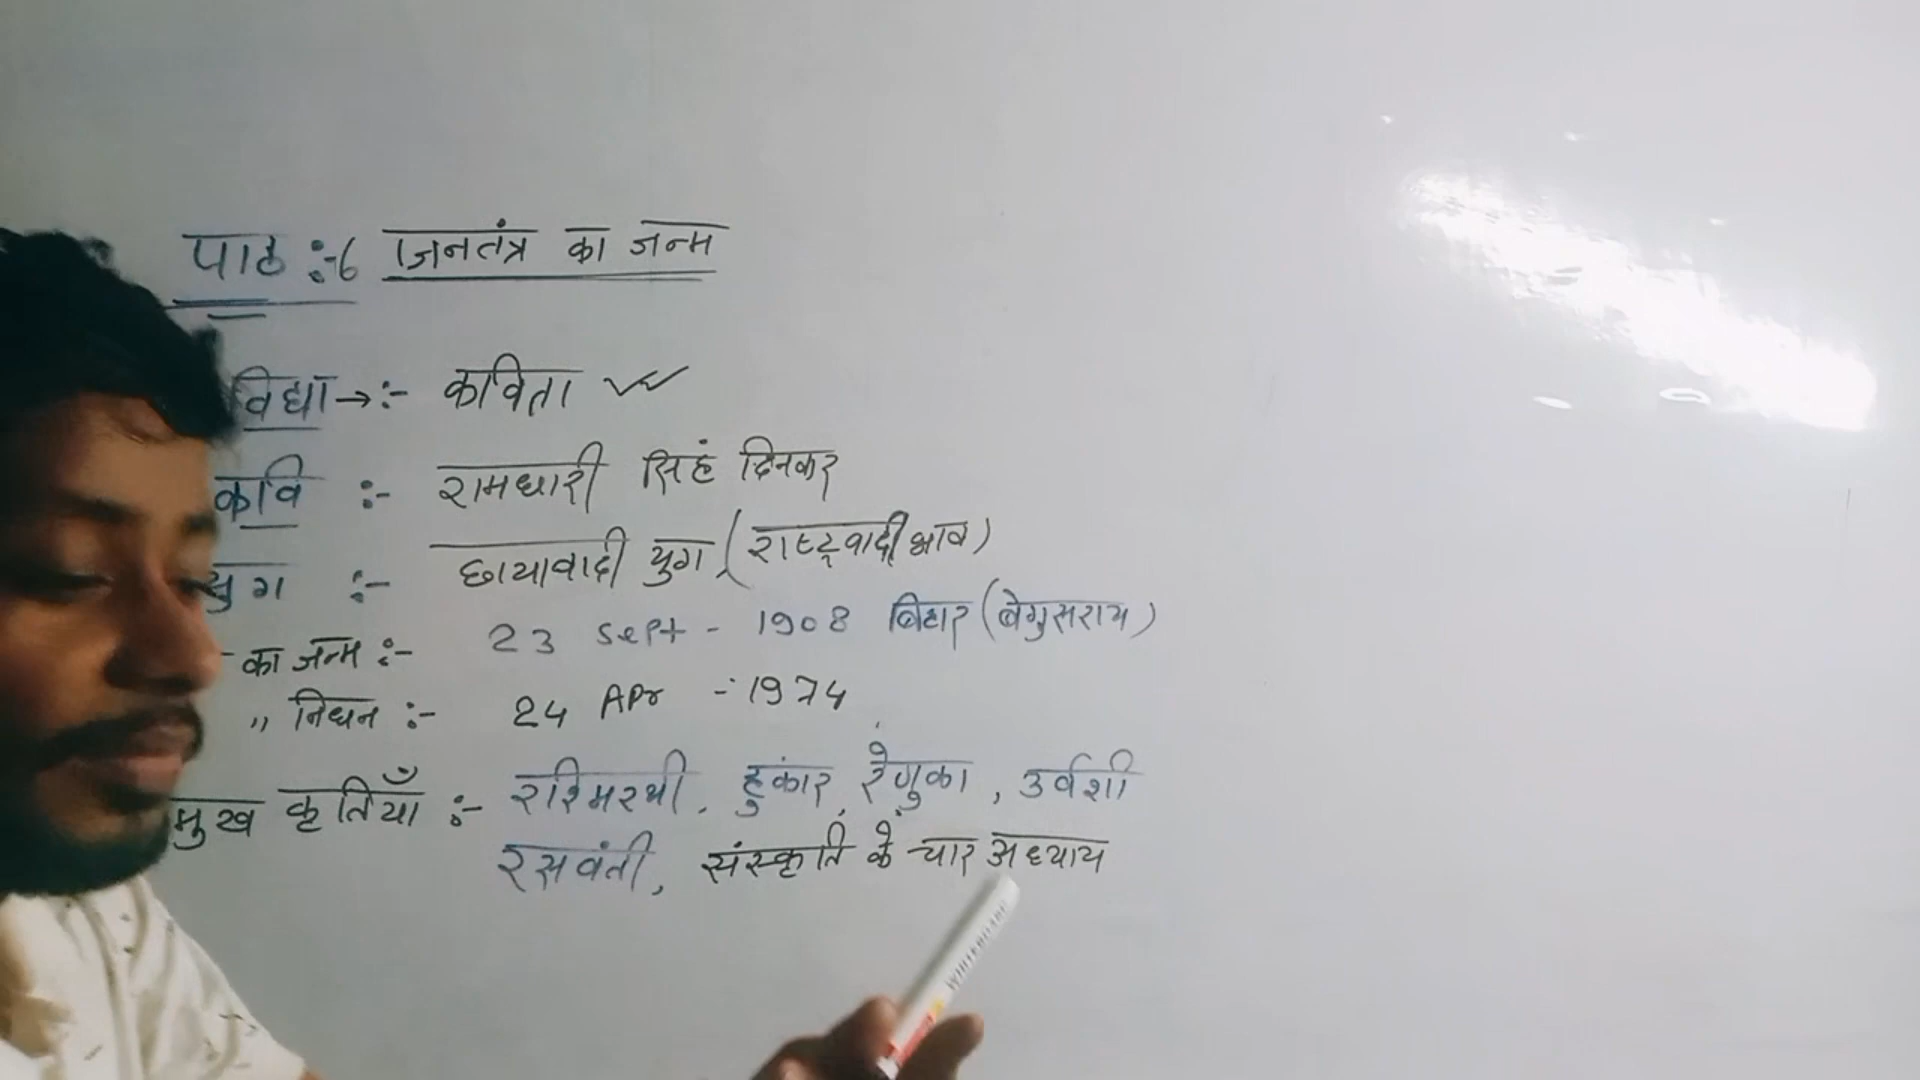 पाठ :-6 जनतंत्र का जन्म
विद्या → :- कविता
कवि :- रामधारी सिहं दिनकर
युग :- छायावादी युग, (राष्ट्रवादी भाव)
का जन्म :- 23 Sept - 1908 बिहार (बेगुसराय)
,, निधन :- 24 APr - 1974
मुख कृतियाँ :- रश्मिरथी, हुकांर, रेंणुका, उर्वशी
रसवंती, संस्कृति के चार अध्याय
WHITEBOARD